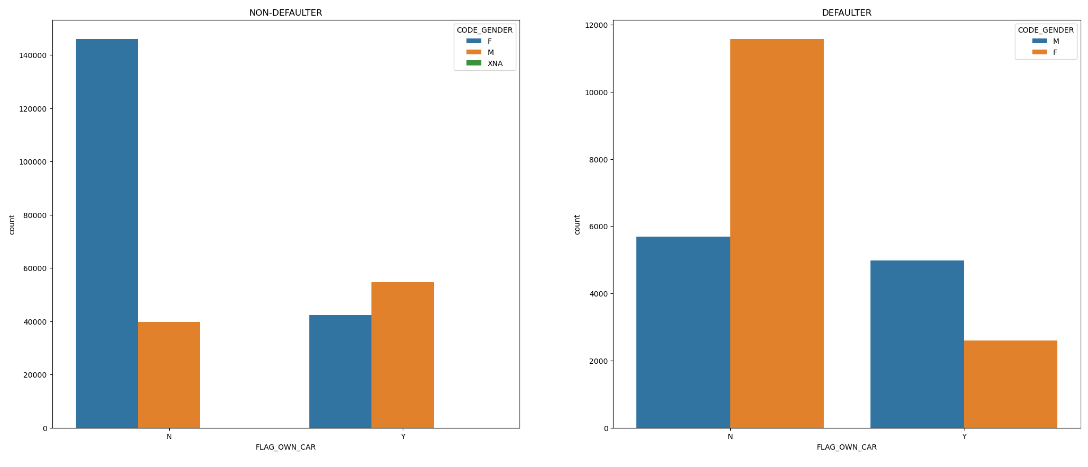 NON-DEFAULTER
CODE_GENDER
F
M
XNA
140000
120000
100000
80000
60000
40000
20000
0
count
N
Y
FLAG_OWN_CAR
DEFAULTER
CODE_GENDER
M
F
12000
10000
8000
6000
4000
2000
0
count
N
Y
FLAG_OWN_CAR